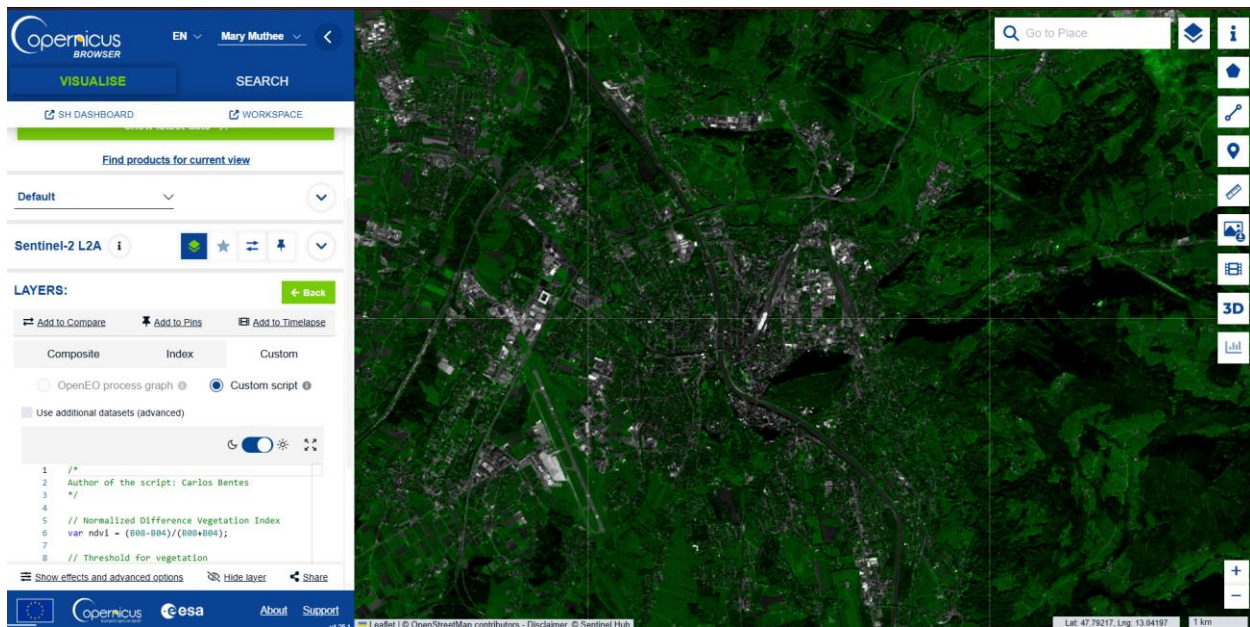 Copernicus
BROWSER
EN
Mary Muthee
VISUALISE
SEARCH
SH DASHBOARD
WORKSPACE
Show latest date
Find products for current view
Default
Sentinel-2 L2A
LAYERS:
Back
Add to Compare
Add to Pins
Add to Timelapse
Composite
Index
Custom
OpenEO process graph
Custom script
Use additional datasets (advanced)
1 /*
2 Author of the script: Carlos Bentes
3 */
4
5 // Normalized Difference Vegetation Index
6 var ndvi = (B08-B04)/(B08+B04);
7
8 // Threshold for vegetation
Show effects and advanced options
Hide layer
Share
Copernicus
esa
About
Support
Go to Place
3D
+
−
Leaflet | © OpenStreetMap contributors - Disclaimer, © Sentinel Hub
Lat: 47.79217, Lng: 13.04197
1 km